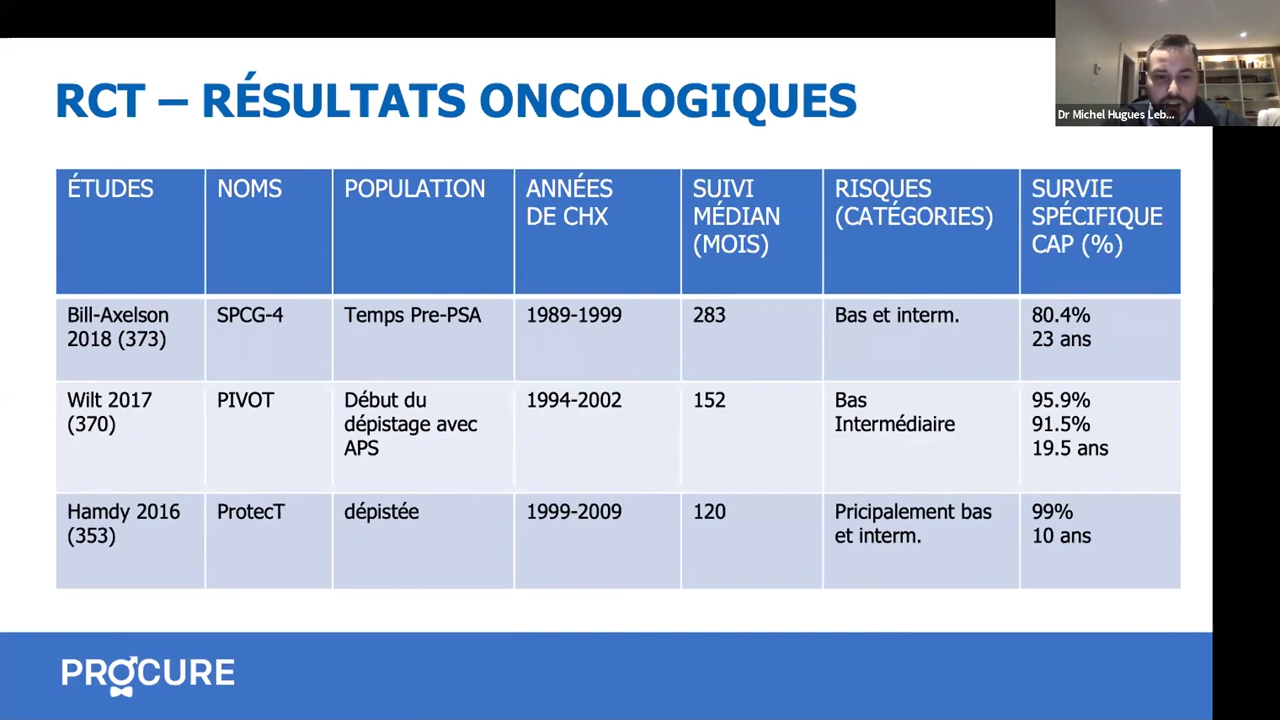 RCT – RÉSULTATS ONCOLOGIQUES
Dr Michel Hugues Leb...
ÉTUDES
NOMS
POPULATION
ANNÉES
DE CHX
SUIVI
MÉDIAN
(MOIS)
RISQUES
(CATÉGORIES)
SURVIE
SPÉCIFIQUE
CAP (%)
Bill-Axelson
2018 (373)
SPCG-4
Temps Pre-PSA
1989-1999
283
Bas et interm.
80.4%
23 ans
Wilt 2017
(370)
PIVOT
Début du
dépistage avec
APS
1994-2002
152
Bas
Intermédiaire
95.9%
91.5%
19.5 ans
Hamdy 2016
(353)
ProtecT
dépistée
1999-2009
120
Pricipalement bas
et interm.
99%
10 ans
PROCURE